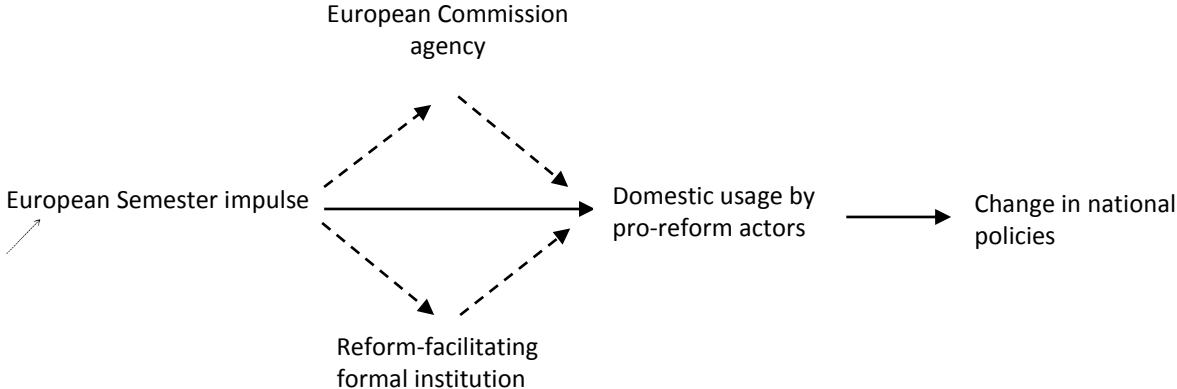 European Commission
agency
European Semester impulse
Domestic usage by
pro-reform actors
Change in national
policies
Reform-facilitating
formal institution